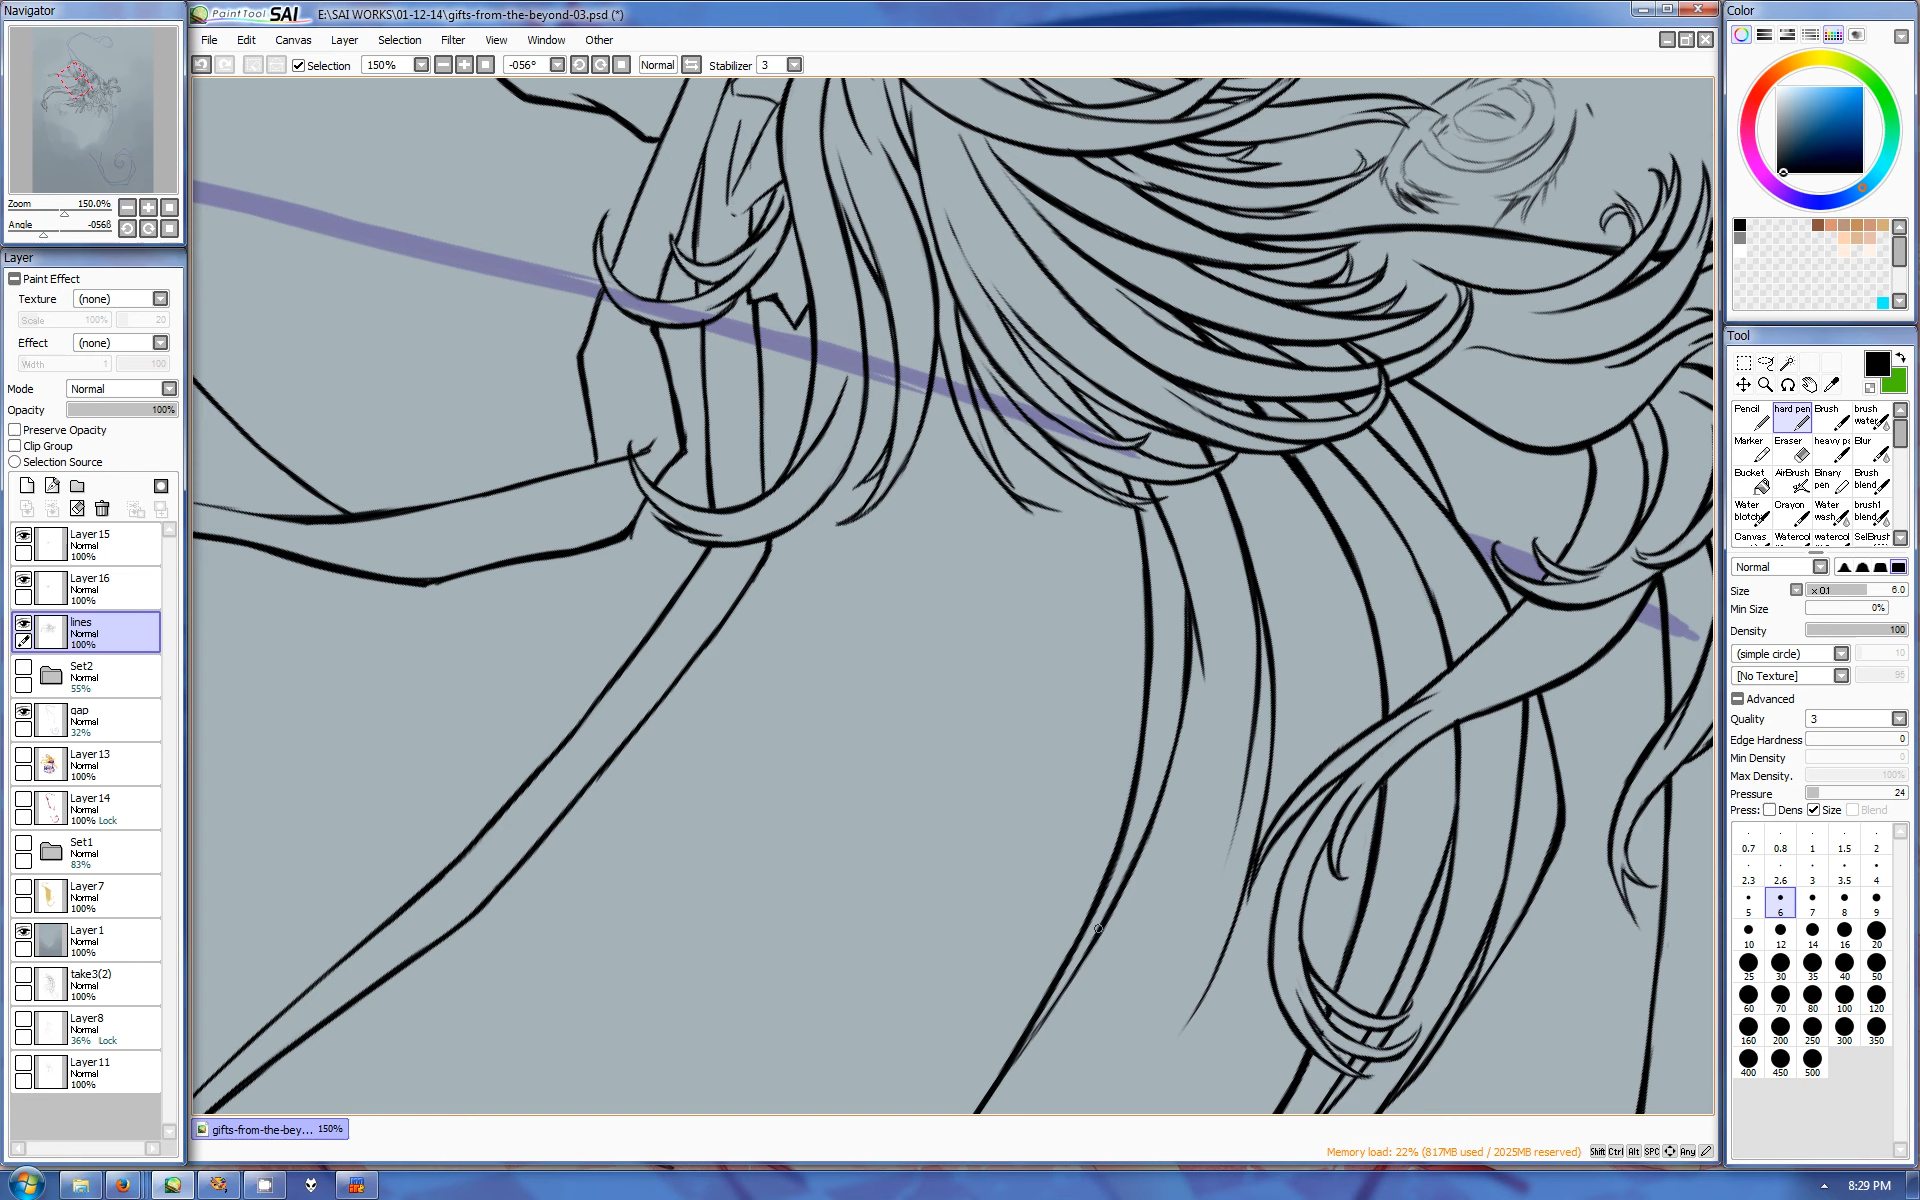 Navigator
Zoom 150.0%
Angle -056ß
Layer
Paint Effect
Texture (none)
Scale 100% 20
Effect (none)
Width 1 100
Mode Normal
Opacity 100%
Preserve Opacity
Clip Group
Selection Source
Layer15
Normal
100%
Layer16
Normal
100%
lines
Normal
100%
Set2
Normal
55%
gap
Normal
32%
Layer13
Normal
100%
Layer14
Normal
100% Lock
Set1
Normal
83%
Layer7
Normal
100%
Layer1
Normal
100%
take3(2)
Normal
100%
Layer8
Normal
36% Lock
Layer11
Normal
100%
PaintTool SAI E:\SAI WORKS\01-12-14\gifts-from-the-beyond-03.psd (*)
File Edit Canvas Layer Selection Filter View Window Other
Selection 150% -056° Normal Stabilizer 3
gifts-from-the-bey... 150%
Memory load: 22% (817MB used / 2025MB reserved) Shift Ctrl Alt SPC Any
Color
Tool
Pencil hard pen Brush brush water
Marker Eraser heavy p Blur
Bucket AirBrush Binary pen Brush blend
Water blotch Crayon Water wash brush1 blend
Canvas watercol SelBrush
Normal
Size x 0.1 6.0
Min Size 0%
Density 100
(simple circle) 10
[No Texture] 95
Advanced
Quality 3
Edge Hardness 0
Min Density 0
Max Density. 100%
Pressure 24
Press: Dens Size Blend
0.7 0.8 1 1.5 2
2.3 2.6 3 3.5 4
5 6 7 8 9
10 12 14 16 20
25 30 35 40 50
60 70 80 100 120
160 200 250 300 350
400 450 500
8:29 PM